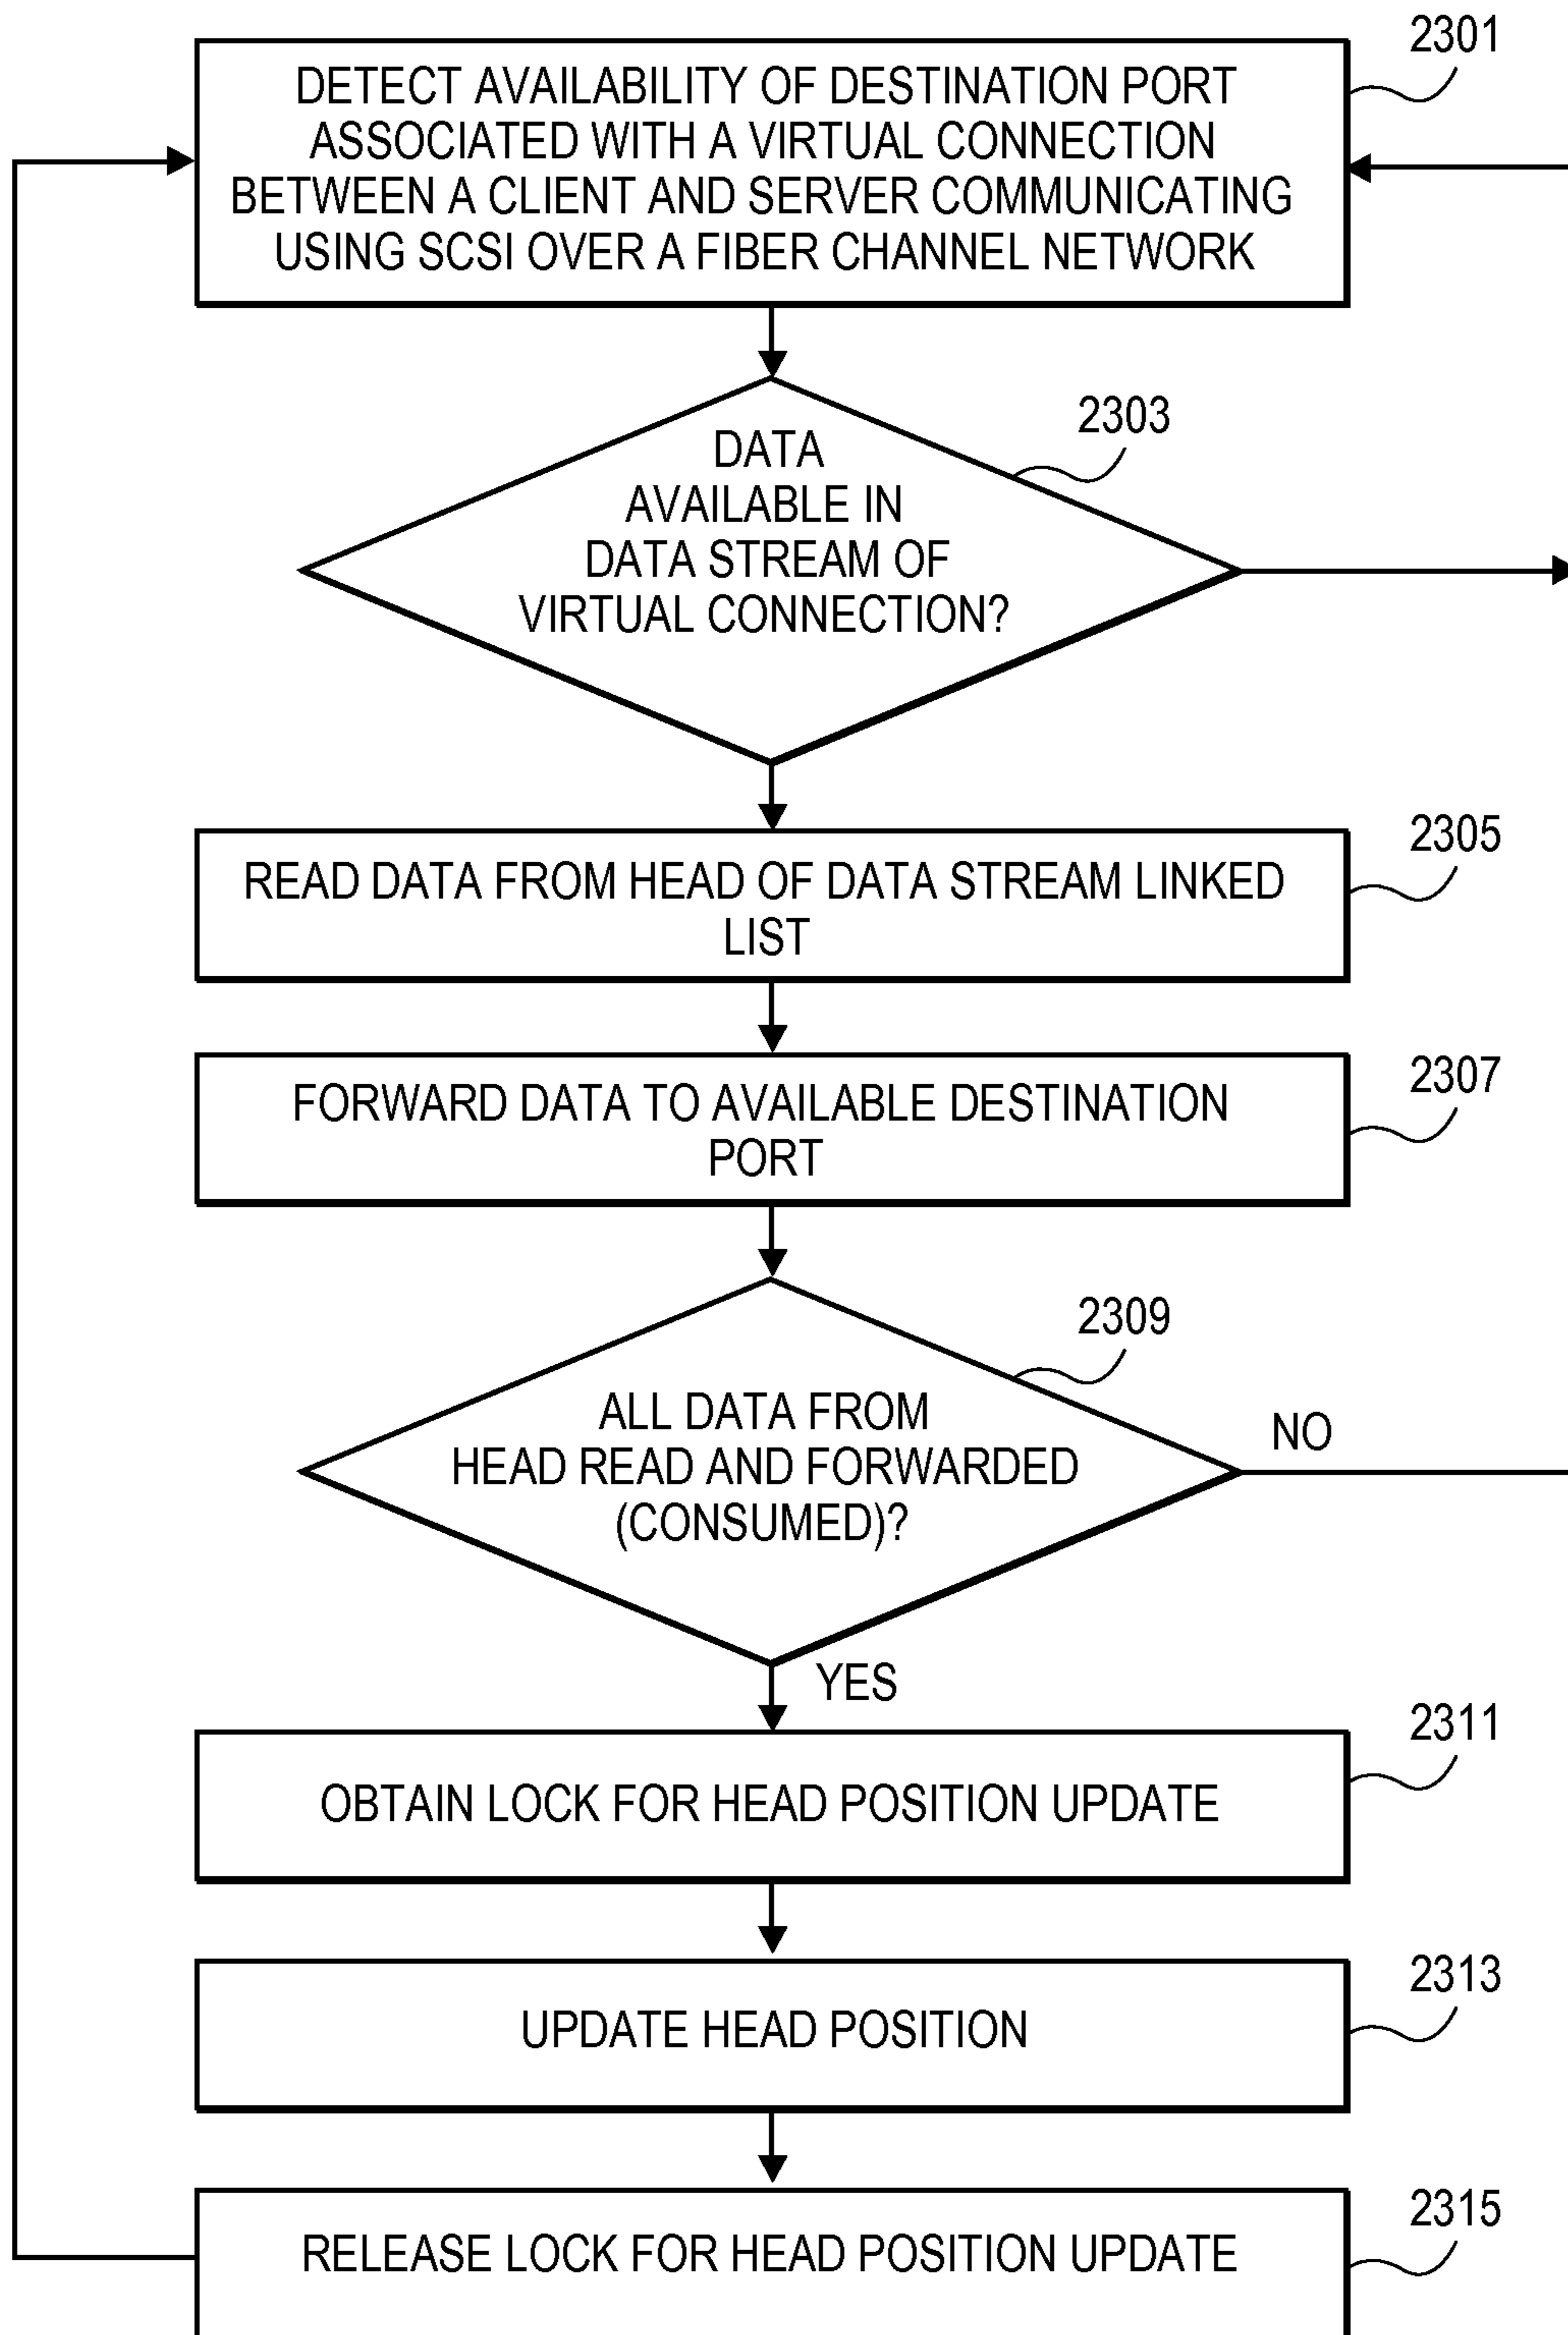 2301
DETECT AVAILABILITY OF DESTINATION PORT
ASSOCIATED WITH A VIRTUAL CONNECTION
BETWEEN A CLIENT AND SERVER COMMUNICATING
USING SCSI OVER A FIBER CHANNEL NETWORK
2303
DATA
AVAILABLE IN
DATA STREAM OF
VIRTUAL CONNECTION?
2305
READ DATA FROM HEAD OF DATA STREAM LINKED
LIST
2307
FORWARD DATA TO AVAILABLE DESTINATION
PORT
2309
ALL DATA FROM
HEAD READ AND FORWARDED
(CONSUMED)?
NO
YES
2311
OBTAIN LOCK FOR HEAD POSITION UPDATE
2313
UPDATE HEAD POSITION
2315
RELEASE LOCK FOR HEAD POSITION UPDATE